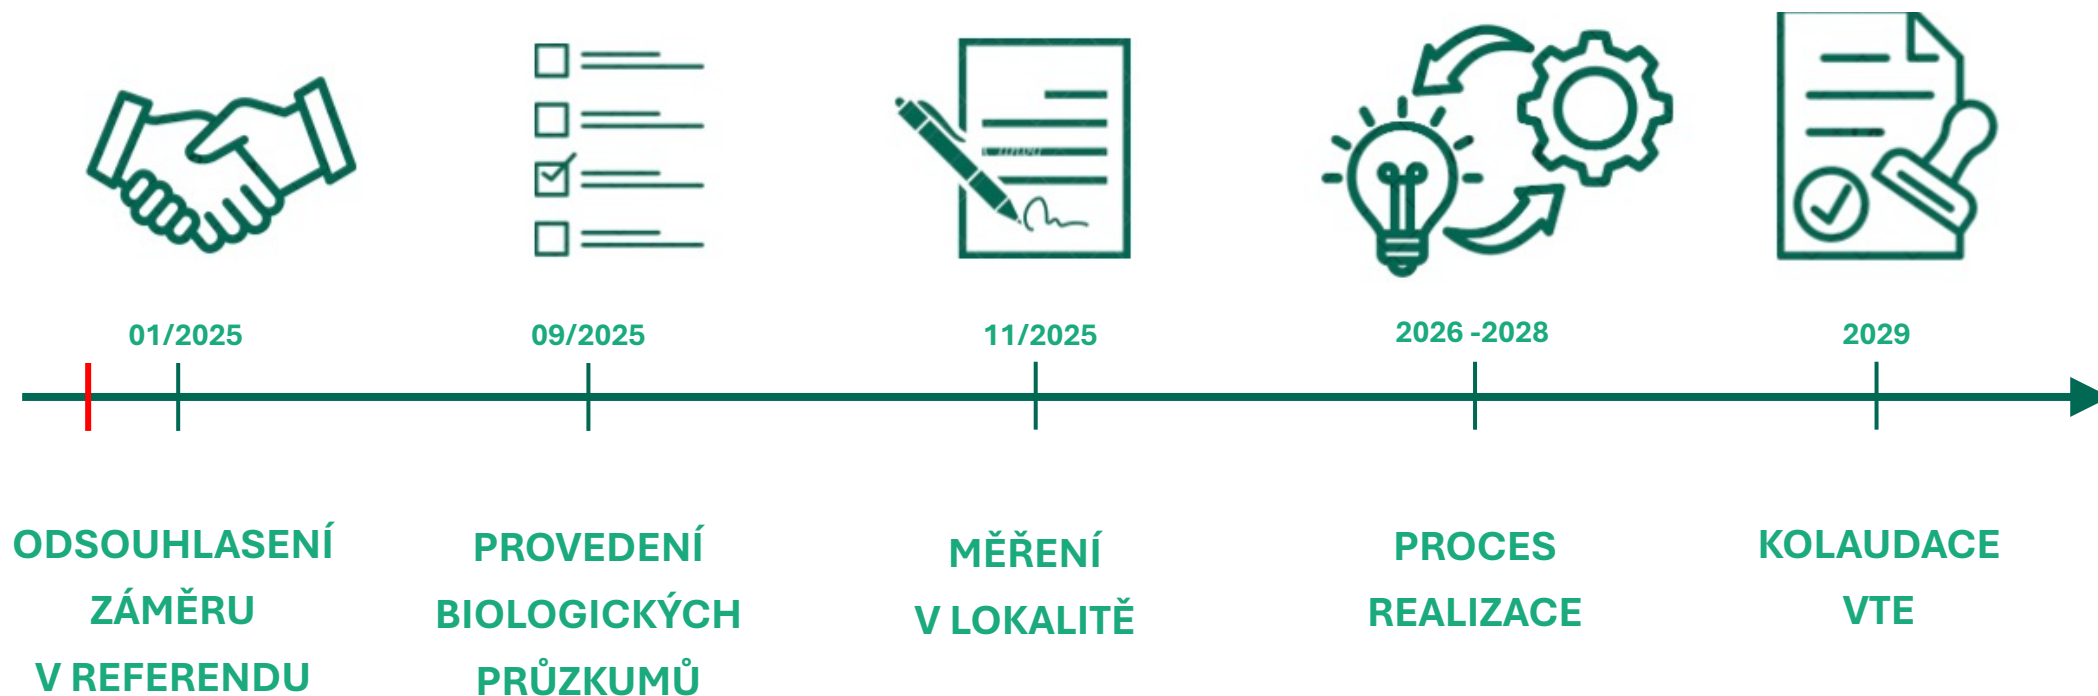 01/2025
09/2025
11/2025
2026 -2028
2029
ODSOUHLASENÍ
ZÁMĚRU
V REFERENDU
PROVEDENÍ
BIOLOGICKÝCH
PRŮZKUMŮ
MĚŘENÍ
V LOKALITĚ
PROCES
REALIZACE
KOLAUDACE
VTE